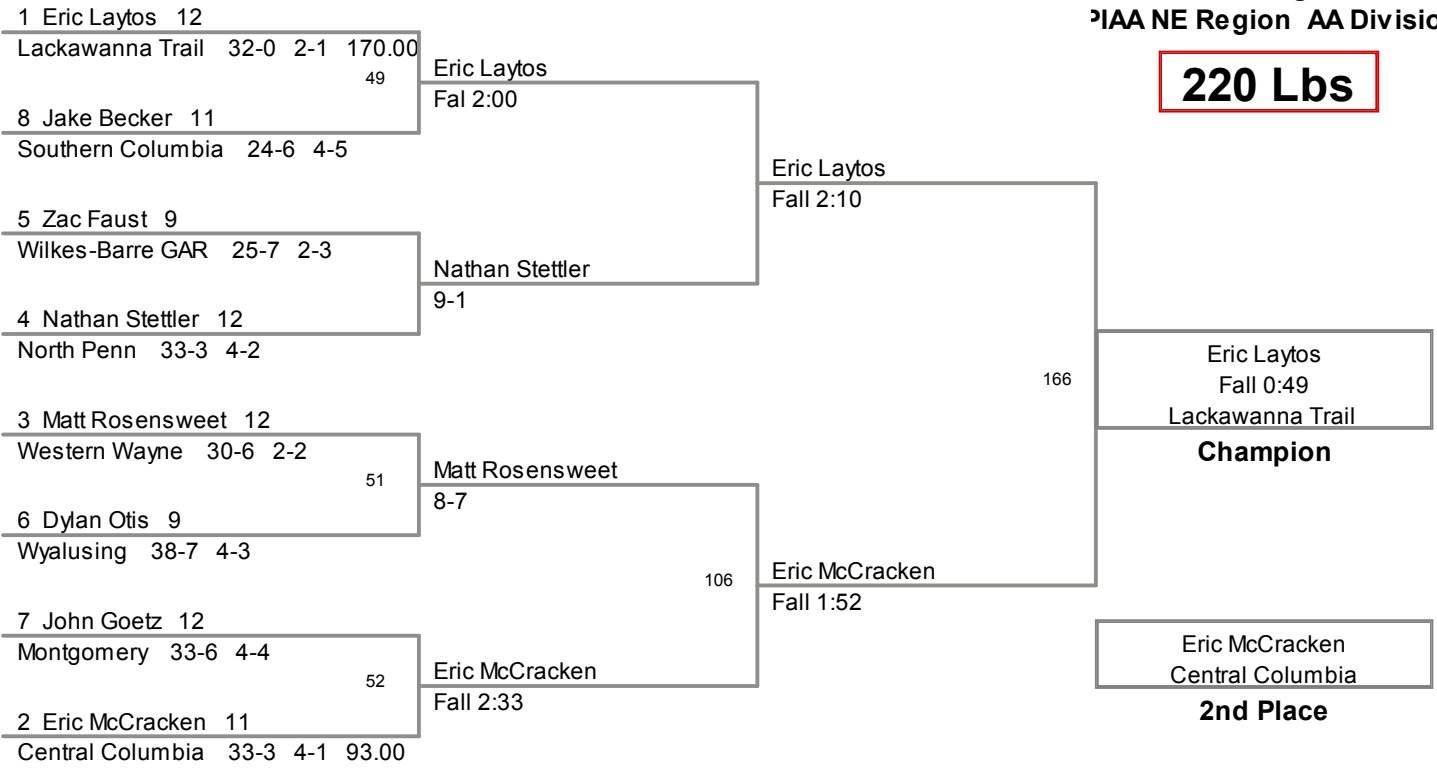 PIAA NE Region AA
220 Lbs
1 Eric Laytos 12
Lackawanna Trail 32-0 2-1 170.00
49
Eric Laytos
Fal 2:00
8 Jake Becker 11
Southern Columbia 24-6 4-5
Eric Laytos
Fall 2:10
5 Zac Faust 9
Wilkes-Barre GAR 25-7 2-3
Nathan Stettler
9-1
4 Nathan Stettler 12
North Penn 33-3 4-2
166
Eric Laytos
Fall 0:49
Lackawanna Trail
Champion
3 Matt Rosensweet 12
Western Wayne 30-6 2-2
51
Matt Rosensweet
8-7
6 Dylan Otis 9
Wyalusing 38-7 4-3
106
Eric McCracken
Fall 1:52
7 John Goetz 12
Montgomery 33-6 4-4
52
Eric McCracken
Fall 2:33
2 Eric McCracken 11
Central Columbia 33-3 4-1 93.00
Eric McCracken
Central Columbia
2nd Place